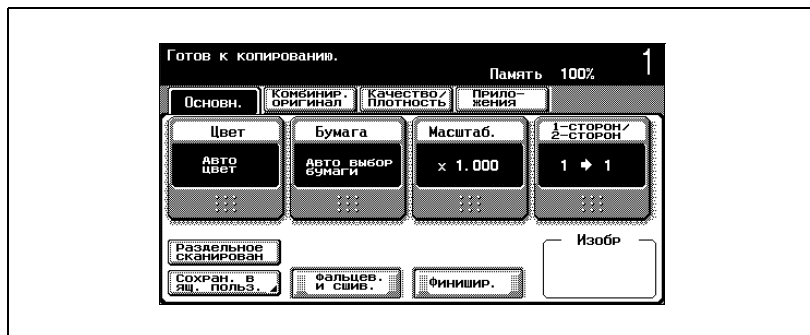 Готов к копированию.
Память 100% 1
Основн.
Комбинир.
оригинал
Качество/
плотность
Прило-
жения
Цвет
Авто
цвет
Бумага
Авто выбор
бумаги
Масштаб.
x 1.000
1-сторон/
2-сторон
1 → 1
Раздельное
сканирован
Сохран. в
ящ. польз.
Фальцев.
и сшив.
Финишир.
Изобр